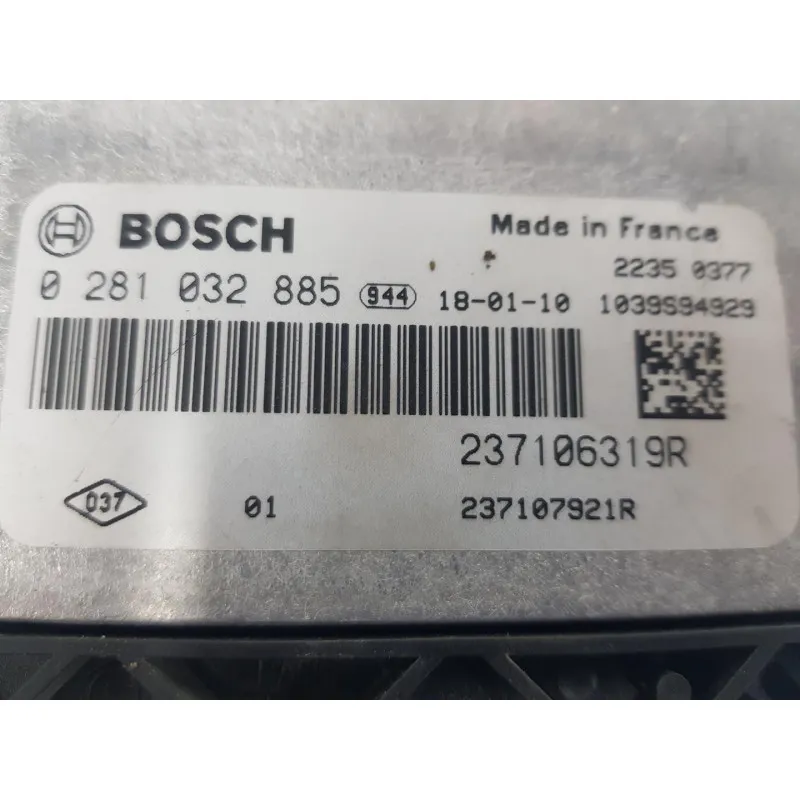 BOSCH Made in France
2235 0377
0 281 032 885 944 18-01-10 1039S94929
237106319R
037 01 237107921R